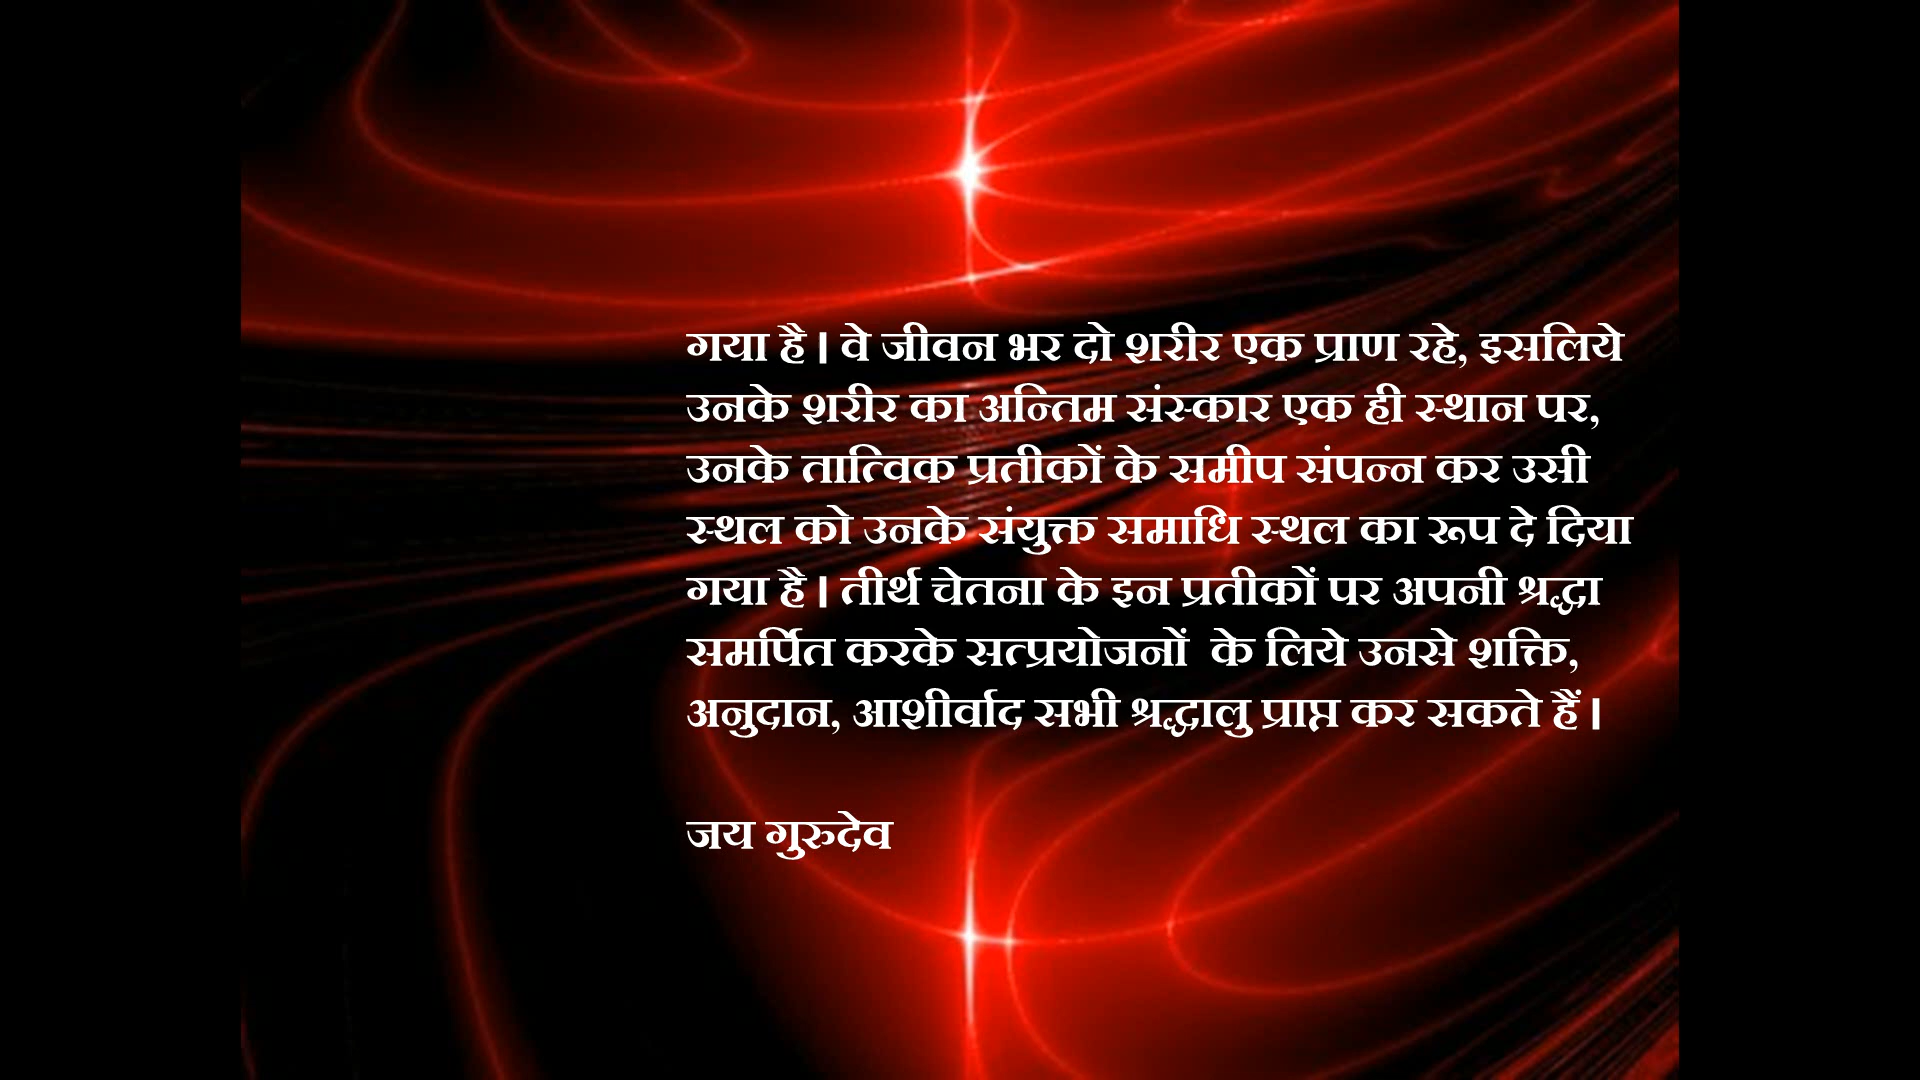 गया है। वे जीवन भर दो शरीर एक प्राण रहे, इसलिये
उनके शरीर का अन्तिम संस्कार एक ही स्थान पर,
उनके तात्विक प्रतीकों के समीप संपन्न कर उसी
स्थल को उनके संयुक्त समाधि स्थल का रूप दे दिया
गया है। तीर्थ चेतना के इन प्रतीकों पर अपनी श्रद्धा
समर्पित करके सत्प्रयोजनों के लिये उनसे शक्ति,
अनुदान, आशीर्वाद सभी श्रद्धालु प्राप्त कर सकते हैं।
जय गुरुदेव